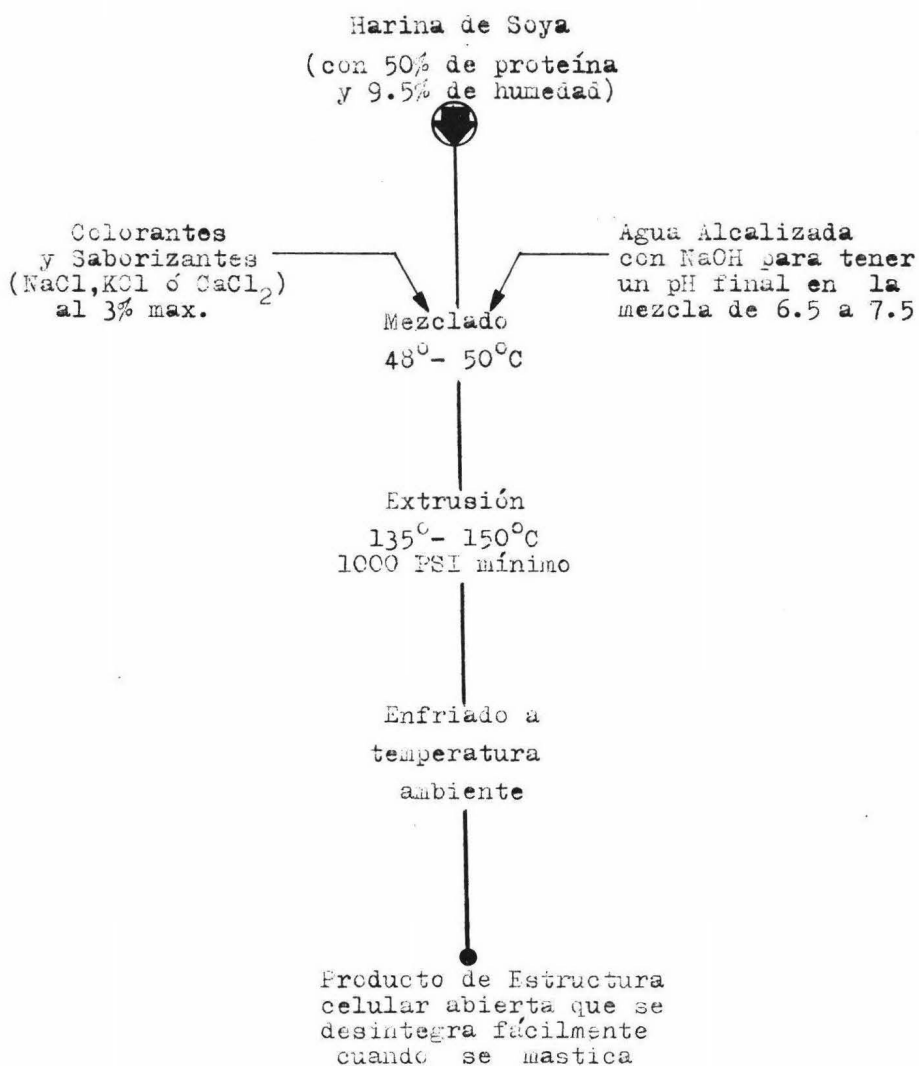 Harina de Soya
(con 50% de proteína
y 9.5% de humedad)
Colorantes
y Saborizantes
(NaCl,KCl ó CaCl2)
al 3% max.
Agua Alcalizada
con NaOH para tener
un pH final en la
mezcla de 6.5 a 7.5
Mezclado
48°- 50°C
Extrusión
135°- 150°C
1000 PSI mínimo
Enfriado a
temperatura
ambiente
Producto de Estructura
celular abierta que se
desintegra fácilmente
cuando se mastica